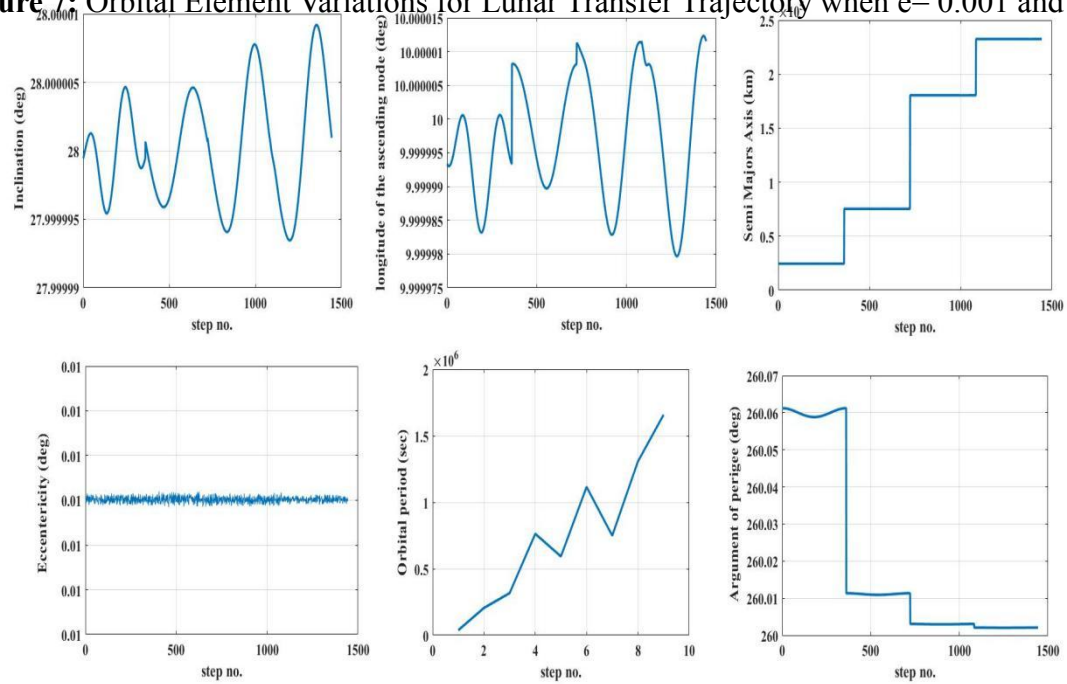 ure 7: Orbital Element Variations for Lunar Transfer Trajectory when e= 0.001 and
Inclination (deg)
28.00001
28.000005
28
27.999995
27.99999
0 500 1000 1500
step no.
longitude of the ascending node (deg)
10.000015
10.00001
10.000005
10
9.999995
9.99999
9.999985
9.99998
9.999975
0 500 1000 1500
step no.
Semi Majors Axis (km)
×10
2.5
2
1.5
1
0.5
0
0 500 1000 1500
step no.
Eccentericity (deg)
0.01
0.01
0.01
0.01
0.01
0.01
0.01
0 500 1000 1500
step no.
Orbital period (sec)
×10⁶
2
1.5
1
0.5
0
0 2 4 6 8 10
step no.
Argument of perigee (deg)
260.07
260.06
260.05
260.04
260.03
260.02
260.01
260
0 500 1000 1500
step no.